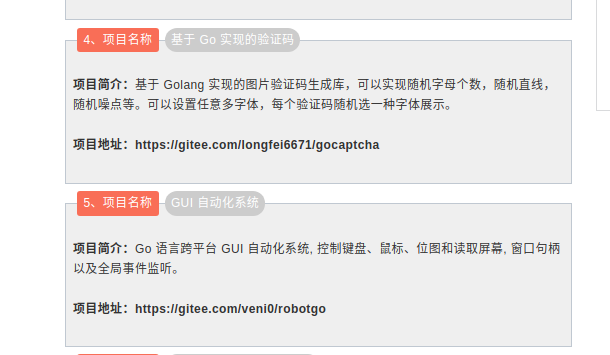 4、项目名称 基于 Go 实现的验证码
项目简介：基于 Golang 实现的图片验证码生成库，可以实现随机字母个数，随机直线，
随机噪点等。可以设置任意多字体，每个验证码随机选一种字体展示。
项目地址：https://gitee.com/longfei6671/gocaptcha
5、项目名称 GUI 自动化系统
项目简介：Go 语言跨平台 GUI 自动化系统, 控制键盘、鼠标、位图和读取屏幕, 窗口句柄
以及全局事件监听。
项目地址：https://gitee.com/veni0/robotgo